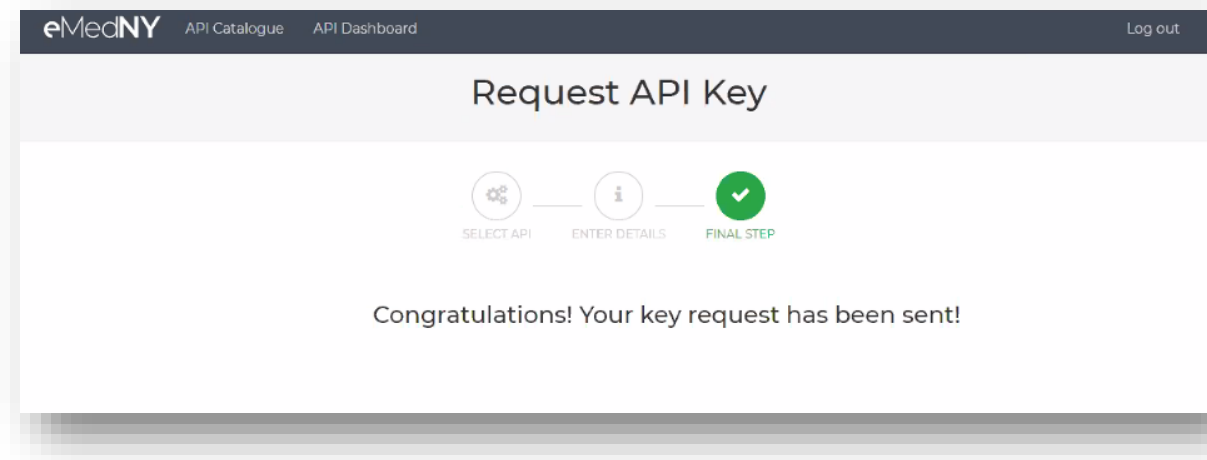 eMedNY API Catalogue API Dashboard Log out
Request API Key
SELECT API ENTER DETAILS FINAL STEP
Congratulations! Your key request has been sent!